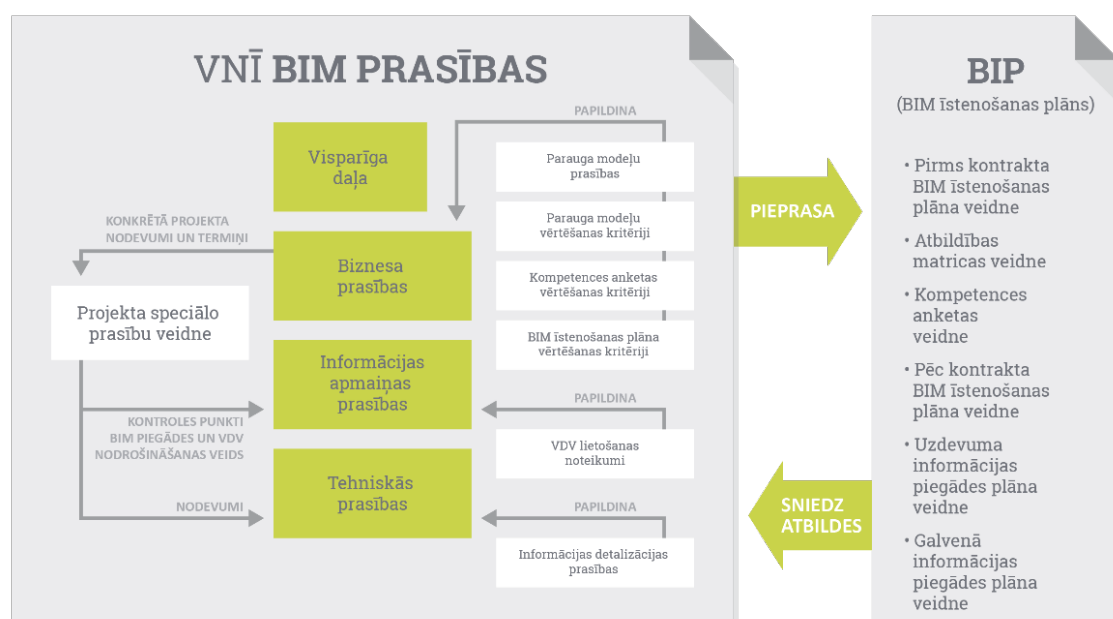 VNĪ BIM PRASĪBAS
PAPILDINA
Visparīga
daļa
Parauga modeļu
prasības
KONKRĒTĀ PROJEKTA
NODEVUMI UN TERMIŅI
Parauga modeļu
vērtēšanas kritēriji
Biznesa
prasības
Kompetences anketas
vērtēšanas kritēriji
Projekta speciālo
prasību veidne
BIM īstenošanas plāna
vērtēšanas kritēriji
Informācijas
apmaiņas
prasības
PAPILDINA
KONTROLES PUNKTI
BIM PIEGĀDES UN VDV
NODROŠINĀŠANAS VEIDS
VDV lietošanas
noteikumi
Tehniskās
prasības
NODEVUMI
PAPILDINA
Informācijas detalizācijas
prasības
PIEPRASA
SNIEDZ
ATBILDES
BIP
(BIM īstenošanas plāns)
• Pirms kontrakta
BIM īstenošanas
plāna veidne
• Atbildības
matricas veidne
• Kompetences
anketas
veidne
• Pēc kontrakta
BIM īstenošanas
plāna veidne
• Uzdevuma
informācijas
piegādes plāna
veidne
• Galvenā
informācijas
piegādes plāna
veidne